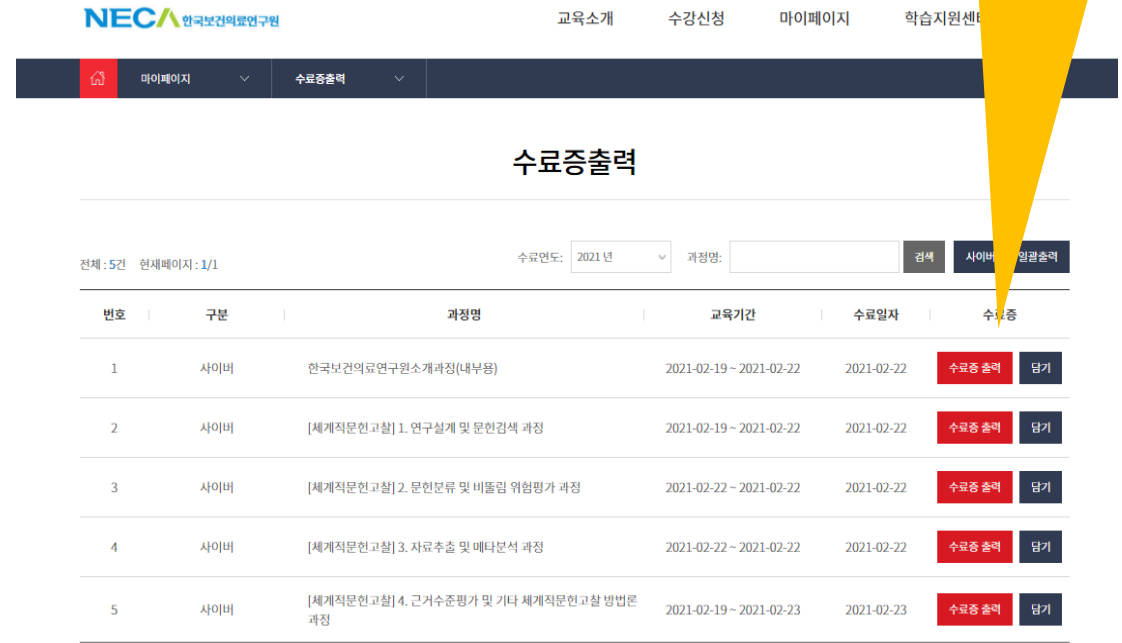 NECA 한국보건의료연구원
교육소개 수강신청 마이페이지 학습지원센터
마이페이지 수료증출력
수료증출력
전체 : 5건 현재페이지 : 1/1
수료연도: 2021 년 과정명: 검색 사이버 일괄출력
번호 구분 과정명 교육기간 수료일자 수료증
1 사이버 한국보건의료연구원소개과정(내부용) 2021-02-19 ~ 2021-02-22 2021-02-22 수료증 출력 담기
2 사이버 [체계적문헌고찰] 1. 연구설계 및 문헌검색 과정 2021-02-19 ~ 2021-02-22 2021-02-22 수료증 출력 담기
3 사이버 [체계적문헌고찰] 2. 문헌분류 및 비뚤림 위험평가 과정 2021-02-22 ~ 2021-02-22 2021-02-22 수료증 출력 담기
4 사이버 [체계적문헌고찰] 3. 자료추출 및 메타분석 과정 2021-02-22 ~ 2021-02-22 2021-02-22 수료증 출력 담기
5 사이버 [체계적문헌고찰] 4. 근거수준평가 및 기타 체계적문헌고찰 방법론 2021-02-19 ~ 2021-02-23 2021-02-23 수료증 출력 담기
과정